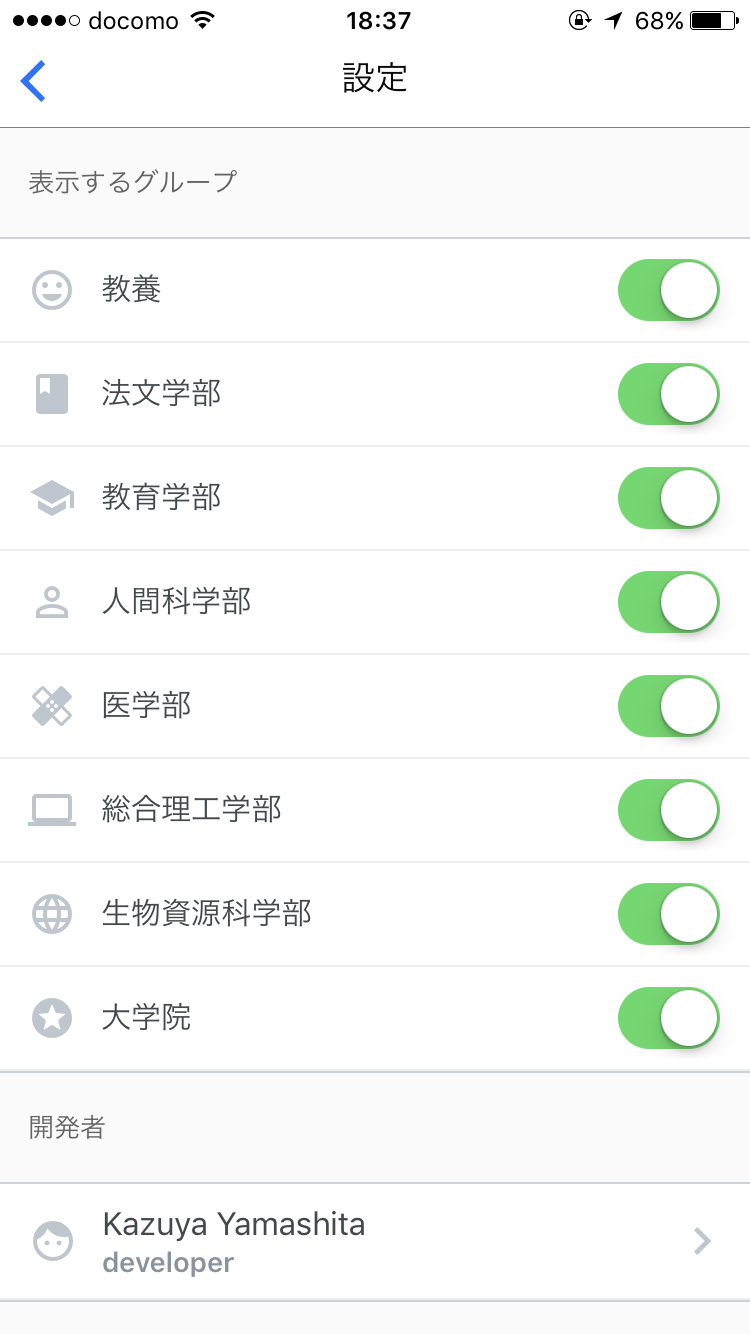 docomo 18:37 68%
設定
表示するグループ
教養
法文学部
教育学部
人間科学部
医学部
総合理工学部
生物資源科学部
大学院
開発者
Kazuya Yamashita
developer